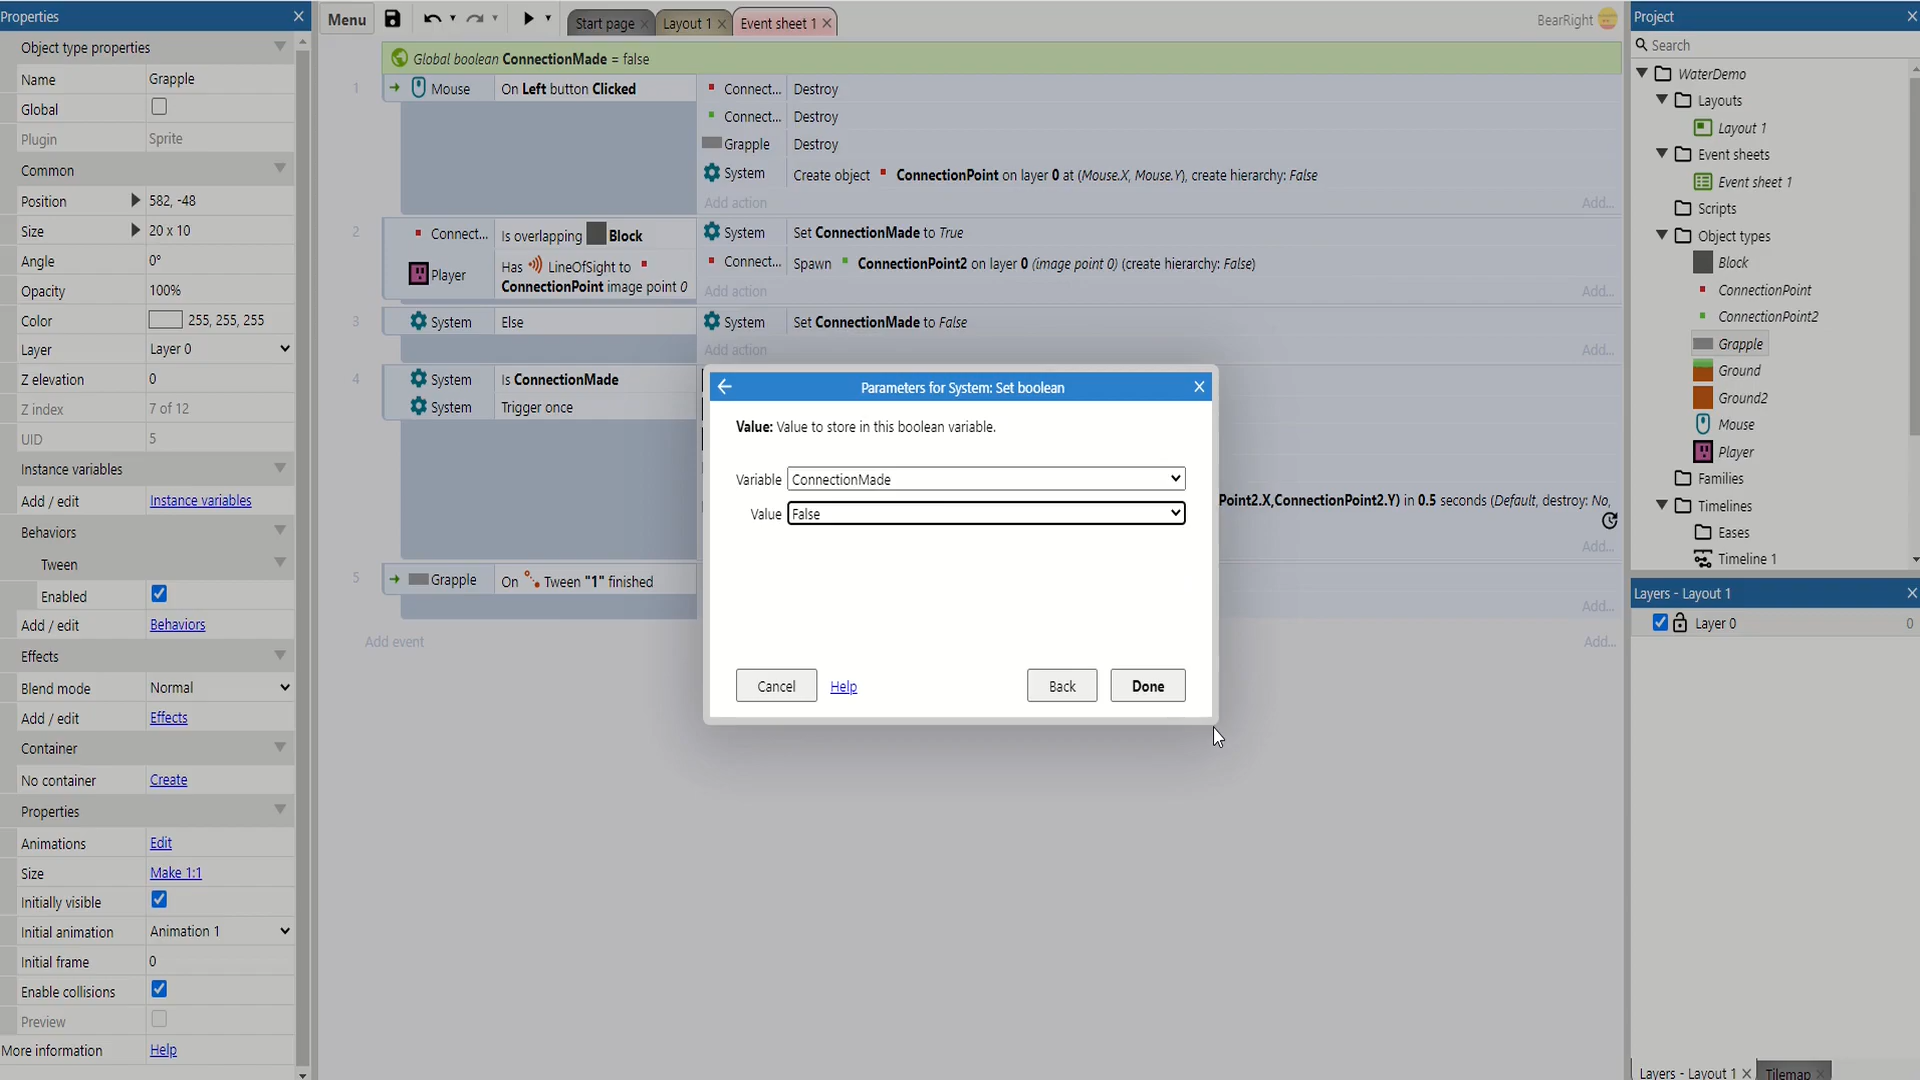 Properties
Object type properties
Name Grapple
Global
Plugin Sprite
Common
Position 582, -48
Size 20 x 10
Angle 0°
Opacity 100%
Color 255, 255, 255
Layer Layer 0
Z elevation 0
Z index 7 of 12
UID 5
Instance variables
Add / edit Instance variables
Behaviors
Tween
Enabled
Add / edit Behaviors
Effects
Blend mode Normal
Add / edit Effects
Container
No container Create
Properties
Animations Edit
Size Make 1:1
Initially visible
Initial animation Animation 1
Initial frame 0
Enable collisions
Preview
More information Help
Menu
Start page
Layout 1
Event sheet 1
BearRight
Global boolean ConnectionMade = false
1 Mouse On Left button Clicked
Connect... Destroy
Connect... Destroy
Grapple Destroy
System Create object ConnectionPoint on layer 0 at (Mouse.X, Mouse.Y), create hierarchy: False
Add action Add...
2 Connect... Is overlapping Block
Player Has LineOfSight to
ConnectionPoint image point 0
System Set ConnectionMade to True
Connect... Spawn ConnectionPoint2 on layer 0 (image point 0) (create hierarchy: False)
Add action Add...
3 System Else
System Set ConnectionMade to False
Add action Add...
4 System Is ConnectionMade
System Trigger once
Point2.X,ConnectionPoint2.Y) in 0.5 seconds (Default, destroy: No,
Add...
5 Grapple On Tween "1" finished
Add...
Add event Add...
Parameters for System: Set boolean
Value: Value to store in this boolean variable.
Variable ConnectionMade
Value False
Cancel Help Back Done
Project
Search
WaterDemo
Layouts
Layout 1
Event sheets
Event sheet 1
Scripts
Object types
Block
ConnectionPoint
ConnectionPoint2
Grapple
Ground
Ground2
Mouse
Player
Families
Timelines
Eases
Timeline 1
Layers - Layout 1
Layer 0 0
Layers - Layout 1 Tilemap